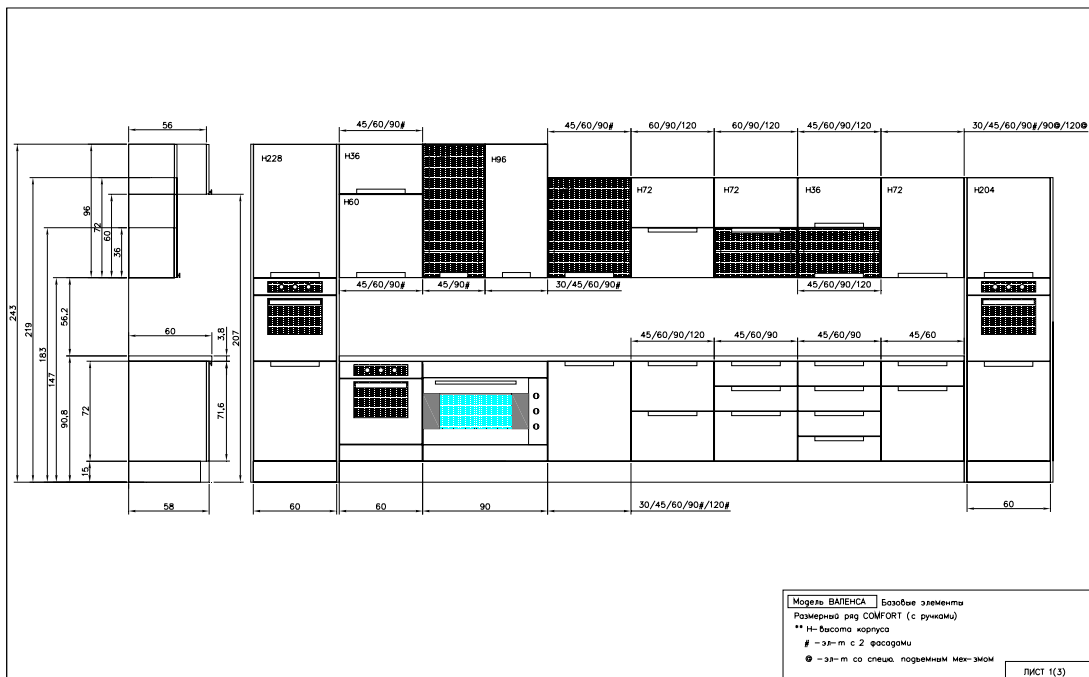 56
45/60/90#
45/60/90#
60/90/120
60/90/120
45/60/90/120
30/45/60/90#/90@/120@
H228
H36
H96
H72
H72
H36
H72
H204
H60
96
72
60
36
45/60/90#
45/90#
30/45/60/90#
45/60/90/120
243
219
183
147
56,2
60
3,8
207
45/60/90/120
45/60/90
45/60/90
45/60
90,8
72
71,6
15
58
60
60
90
30/45/60/90#/120#
60
Модель ВАЛЕНСА Базовые элементы
Размерный ряд COMFORT (с ручками)
** H-высота корпуса
# -эл-т с 2 фасадами
@ -эл-т со спеціо. подъемным мех-змом
ЛИСТ 1(3)